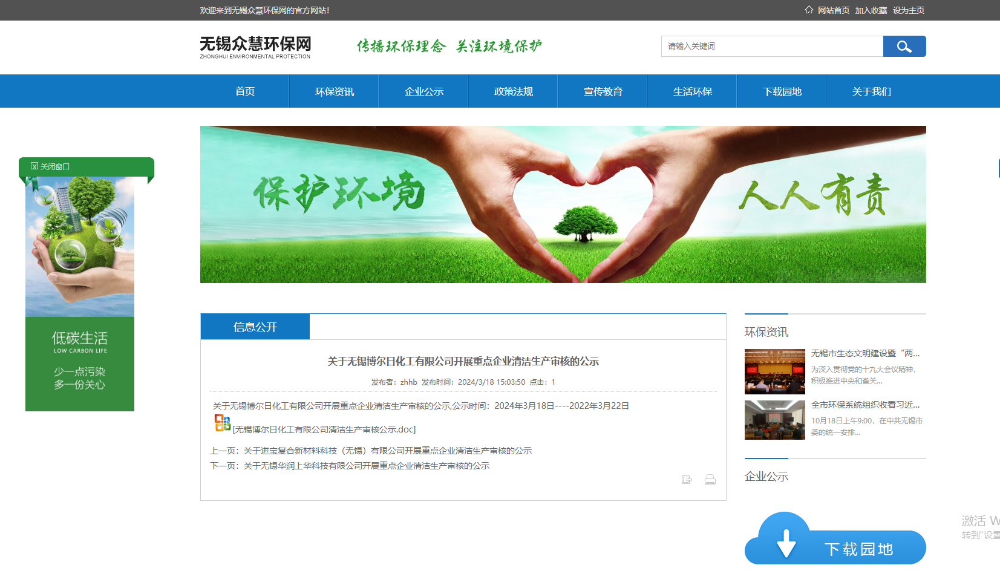 欢迎来到无锡众慧环保网的官方网站!
网站首页 加入收藏 设为主页
无锡众慧环保网
ZHONGHUI ENVIRONMENTAL PROTECTION
传播环保理念 关注环境保护
请输入关键词
首页 环保资讯 企业公示 政策法规 宣传教育 生活环保 下载园地 关于我们
关闭窗口
低碳生活
LOW CARBON LIFE
少一点污染
多一份关心
保护环境 人人有责
信息公开
关于无锡博尔日化工有限公司开展重点企业清洁生产审核的公示
发布者：zhhb 发布时间：2024/3/18 15:03:50 点击：1
关于无锡博尔日化工有限公司开展重点企业清洁生产审核的公示,公示时间：2024年3月18日----2022年3月22日
[无锡博尔日化工有限公司清洁生产审核公示.doc]
上一页：关于进宝复合新材料科技（无锡）有限公司开展重点企业清洁生产审核的公示
下一页：关于无锡华润上华科技有限公司开展重点企业清洁生产审核的公示
环保资讯
无锡市生态文明建设暨“两...
为深入贯彻党的十九大会议精神，
积极推进中央和省关...
全市环保系统组织收看习近...
10月18日上午9:00，在中共无锡市
委的统一安排...
企业公示
下载园地
激活 W
转到"设置